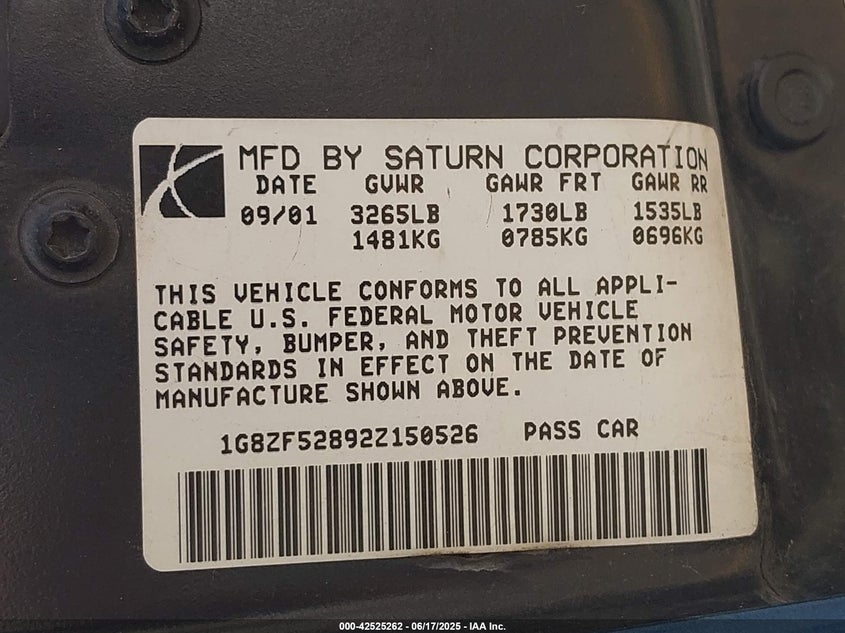 MFD BY SATURN CORPORATION
DATE GVWR GAWR FRT GAWR RR
09/01 3265LB 1730LB 1535LB
1481KG 0785KG 0696KG
THIS VEHICLE CONFORMS TO ALL APPLI-
CABLE U.S. FEDERAL MOTOR VEHICLE
SAFETY, BUMPER, AND THEFT PREVENTION
STANDARDS IN EFFECT ON THE DATE OF
MANUFACTURE SHOWN ABOVE.
1G8ZF52892Z150526 PASS CAR
000-42525262 - 06/17/2025 - IAA Inc.